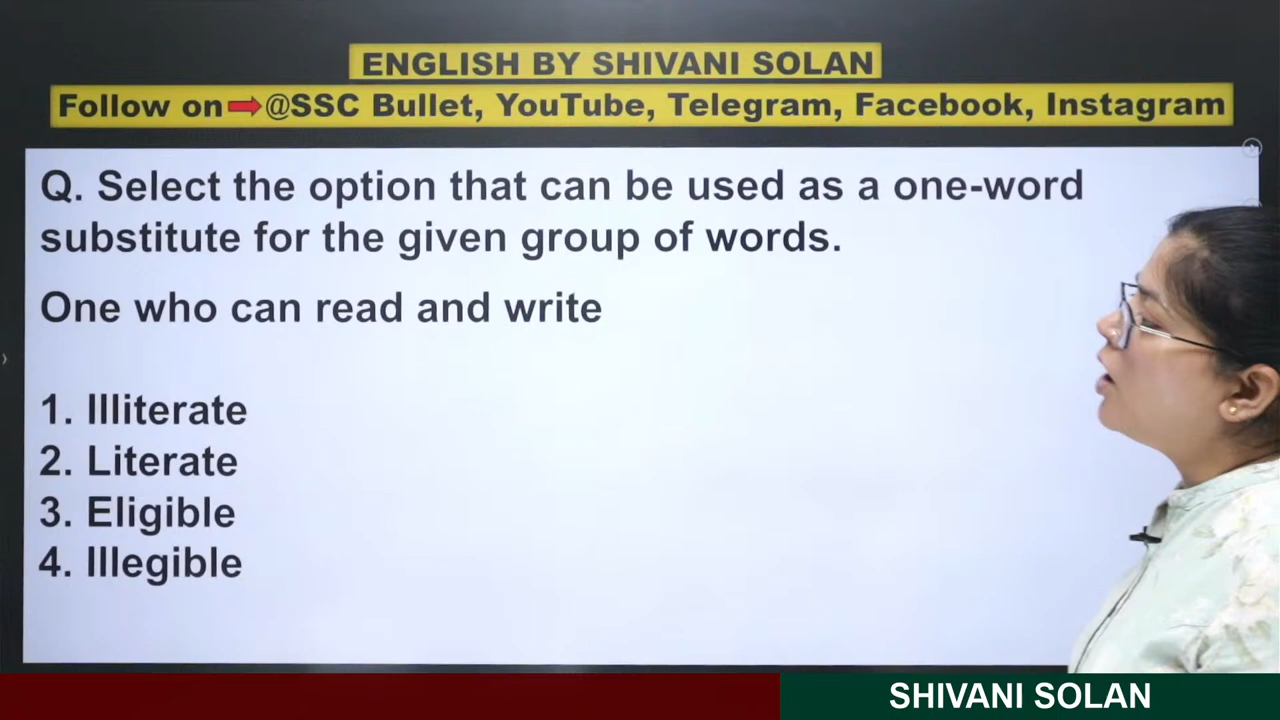 ENGLISH BY SHIVANI SOLAN
Follow on➡@SSC Bullet, YouTube, Telegram, Facebook, Instagram
Q. Select the option that can be used as a one-word
substitute for the given group of words.
One who can read and write
1. Illiterate
2. Literate
3. Eligible
4. Illegible
SHIVANI SOLAN